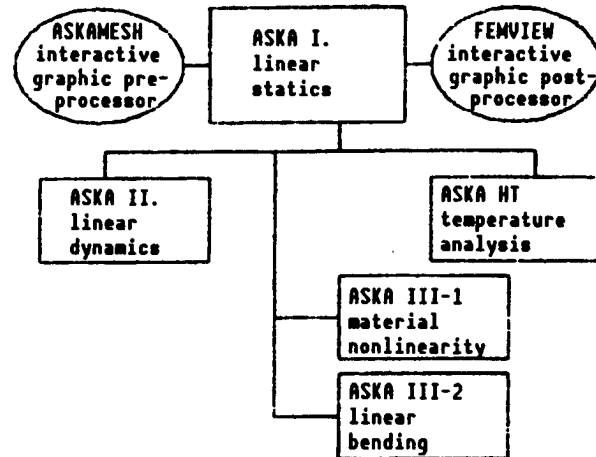 ASKAMESH
interactive
graphic pre-
processor
ASKA I.
linear
statics
FEMVIEW
interactive
graphic post-
processor
ASKA II.
linear
dynamics
ASKA HT
temperature
analysis
ASKA III-1
material
nonlinearity
ASKA III-2
linear
bending